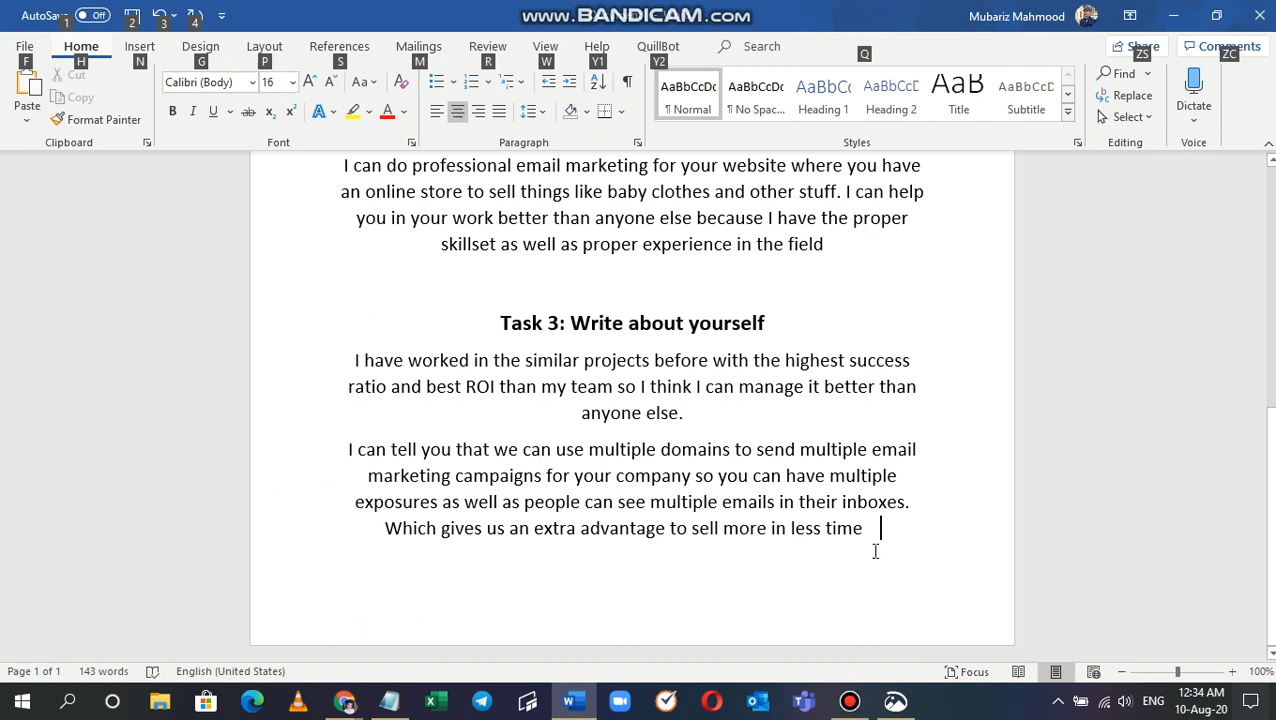 AutoSave Off
www.BANDICAM.com
Mubariz Mahmood
1 2 3 4
File Home Insert Design Layout References Mailings Review View Help QuillBot Search Share Comments
F H N G P S M R W Y1 Y2 Q ZS ZC
Paste
Cut
Copy
Format Painter
Clipboard
Calibri (Body) 16
Font
Paragraph
AaBbCcDc AaBbCcDc AaBbCc AaBbCcC AaB AaBbCcD
¶ Normal ¶ No Spac... Heading 1 Heading 2 Title Subtitle
Styles
Find
Replace
Select
Editing
Dictate
Voice
I can do professional email marketing for your website where you have
an online store to sell things like baby clothes and other stuff. I can help
you in your work better than anyone else because I have the proper
skillset as well as proper experience in the field
Task 3: Write about yourself
I have worked in the similar projects before with the highest success
ratio and best ROI than my team so I think I can manage it better than
anyone else.
I can tell you that we can use multiple domains to send multiple email
marketing campaigns for your company so you can have multiple
exposures as well as people can see multiple emails in their inboxes.
Which gives us an extra advantage to sell more in less time
Page 1 of 1 143 words English (United States) Focus 100%
ENG
12:34 AM
10-Aug-20